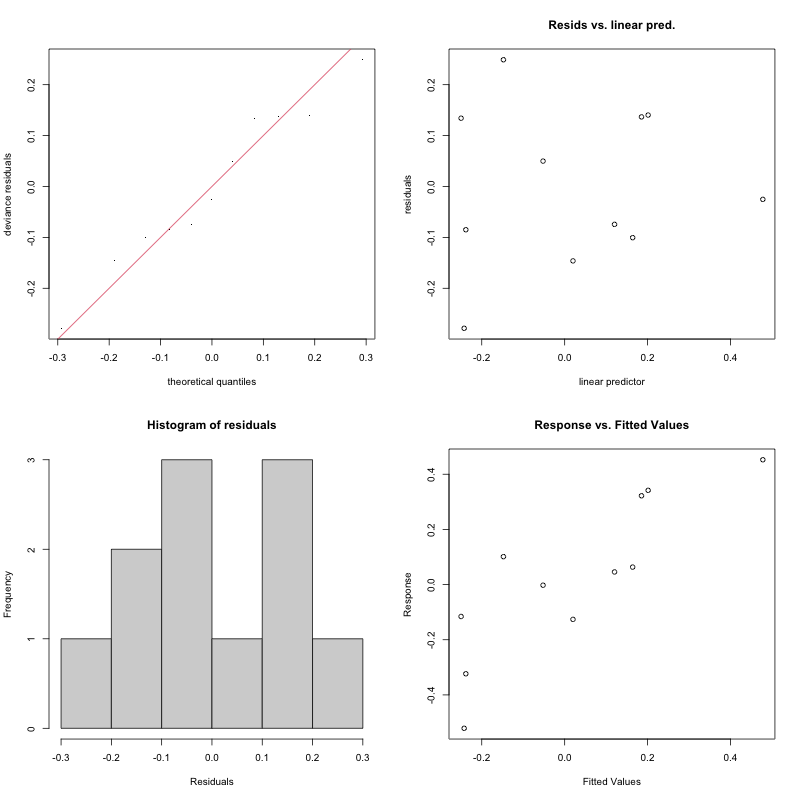 deviance residuals
0.2
0.1
0.0
-0.1
-0.2
-0.3 -0.2 -0.1 0.0 0.1 0.2 0.3
theoretical quantiles
Resids vs. linear pred.
residuals
0.2
0.1
0.0
-0.1
-0.2
-0.2 0.0 0.2 0.4
linear predictor
Histogram of residuals
Frequency
3
2
1
0
-0.3 -0.2 -0.1 0.0 0.1 0.2 0.3
Residuals
Response vs. Fitted Values
Response
0.4
0.2
0.0
-0.2
-0.4
-0.2 0.0 0.2 0.4
Fitted Values